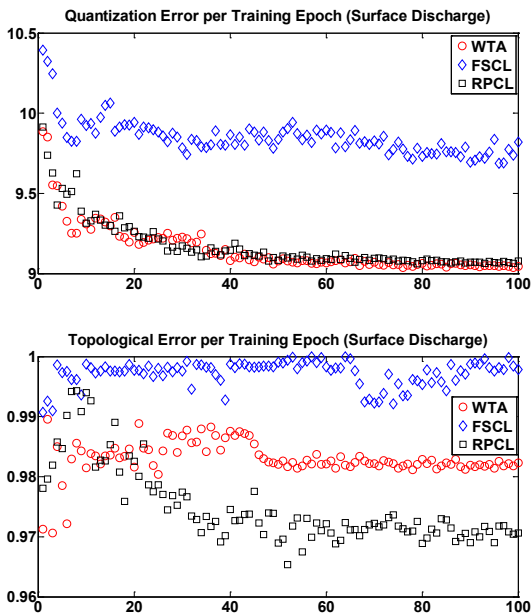 Quantization Error per Training Epoch (Surface Discharge)
10.5
WTA
FSCL
RPCL
10
9.5
9
0 20 40 60 80 100
Topological Error per Training Epoch (Surface Discharge)
1
0.99
WTA
FSCL
RPCL
0.98
0.97
0.96
0 20 40 60 80 100